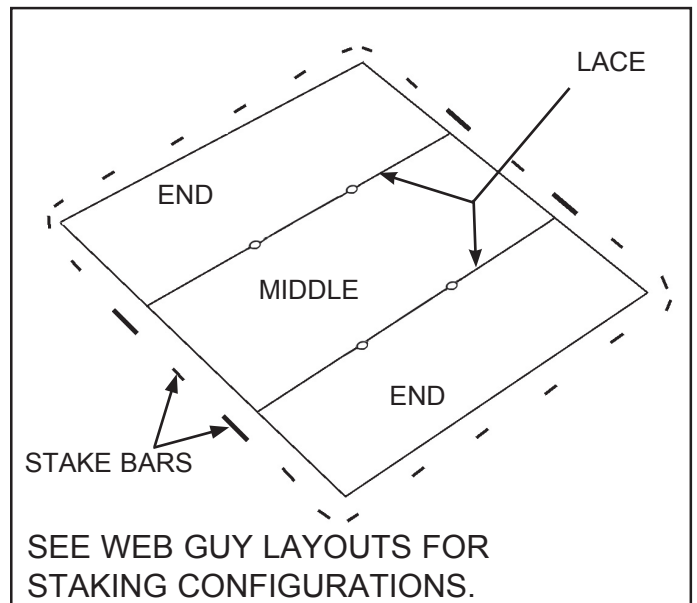 LACE
END
MIDDLE
END
STAKE BARS
SEE WEB GUY LAYOUTS FOR
STAKING CONFIGURATIONS.